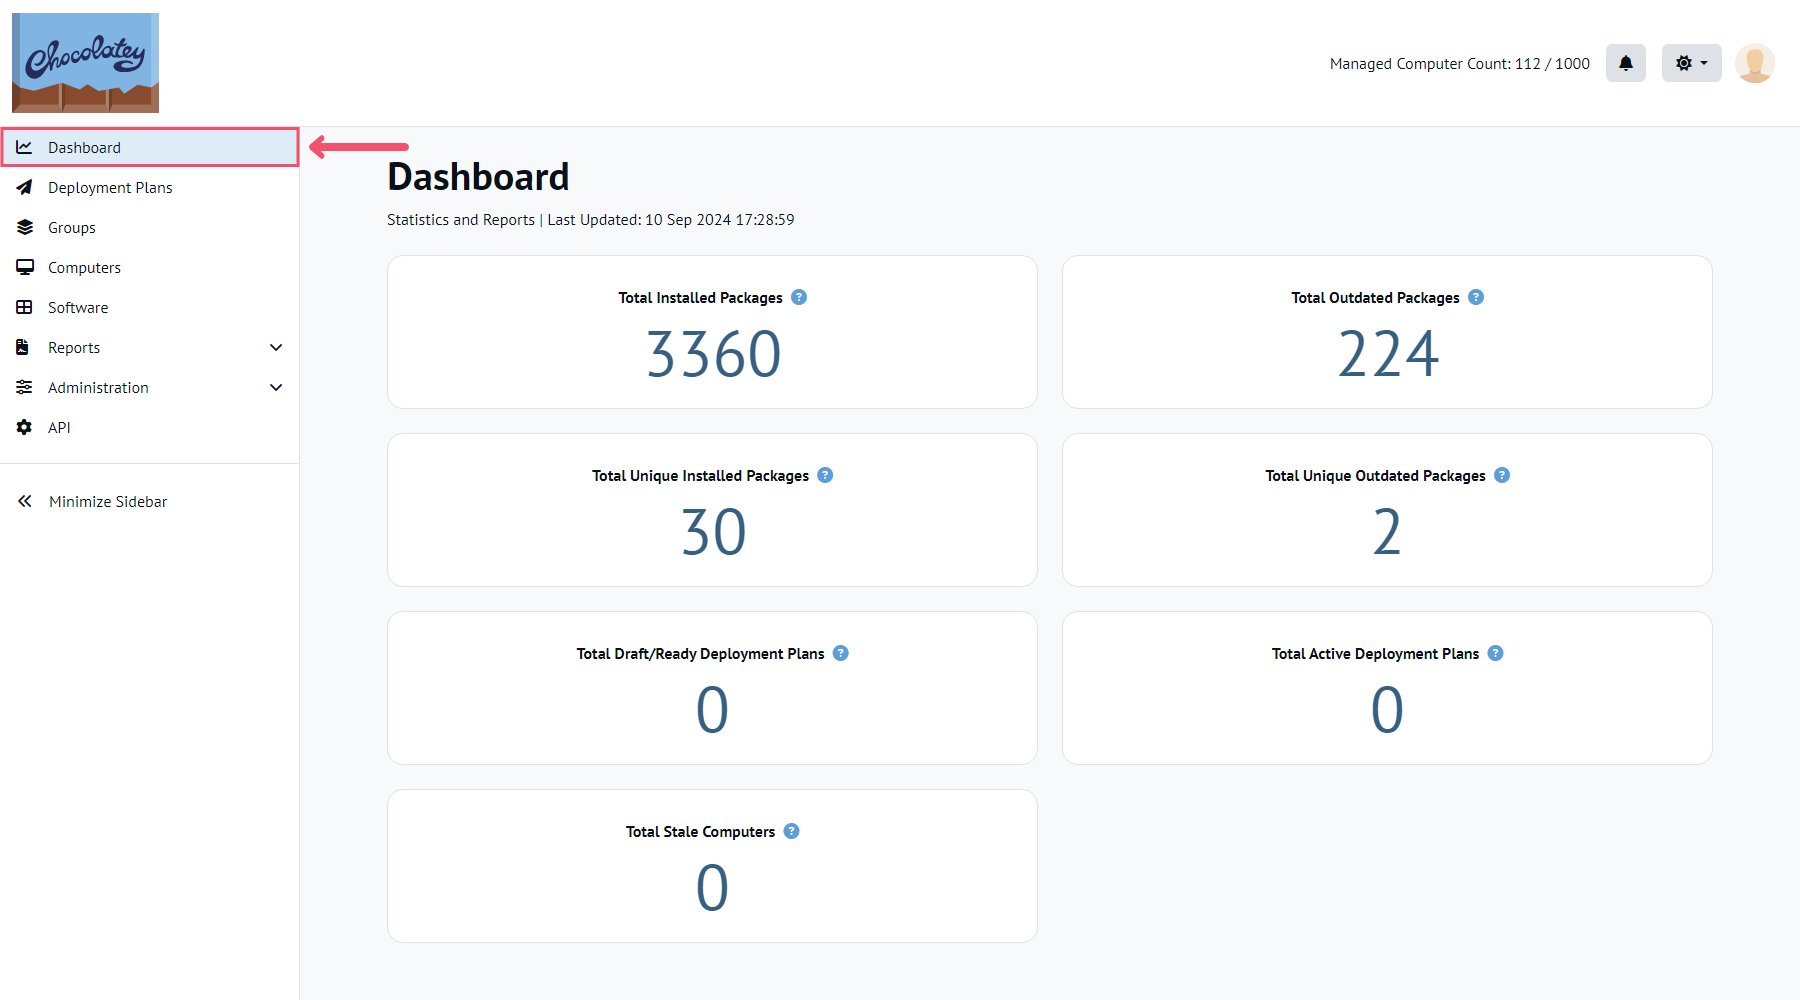 Chocolatey
Managed Computer Count: 112 / 1000
Dashboard
Deployment Plans
Groups
Computers
Software
Reports
Administration
API
Minimize Sidebar
Dashboard
Statistics and Reports | Last Updated: 10 Sep 2024 17:28:59
Total Installed Packages ?
3360
Total Outdated Packages ?
224
Total Unique Installed Packages ?
30
Total Unique Outdated Packages ?
2
Total Draft/Ready Deployment Plans ?
0
Total Active Deployment Plans ?
0
Total Stale Computers ?
0